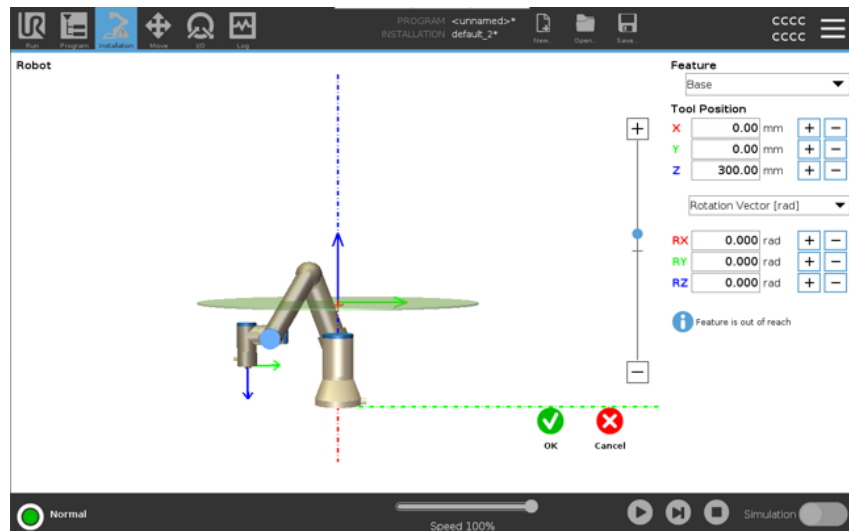 UR
PROGRAM <unnamed>*
INSTALLATION default_2*
CCCC
CCCC
Run
Program
Installation
Move
I/O
Log
New...
Open...
Save...
Robot
Feature
Base
Tool Position
X 0.00 mm + −
Y 0.00 mm + −
Z 300.00 mm + −
Rotation Vector [rad]
RX 0.000 rad + −
RY 0.000 rad + −
RZ 0.000 rad + −
i Feature is out of reach
+
−
OK
Cancel
Normal
Speed 100%
Simulation